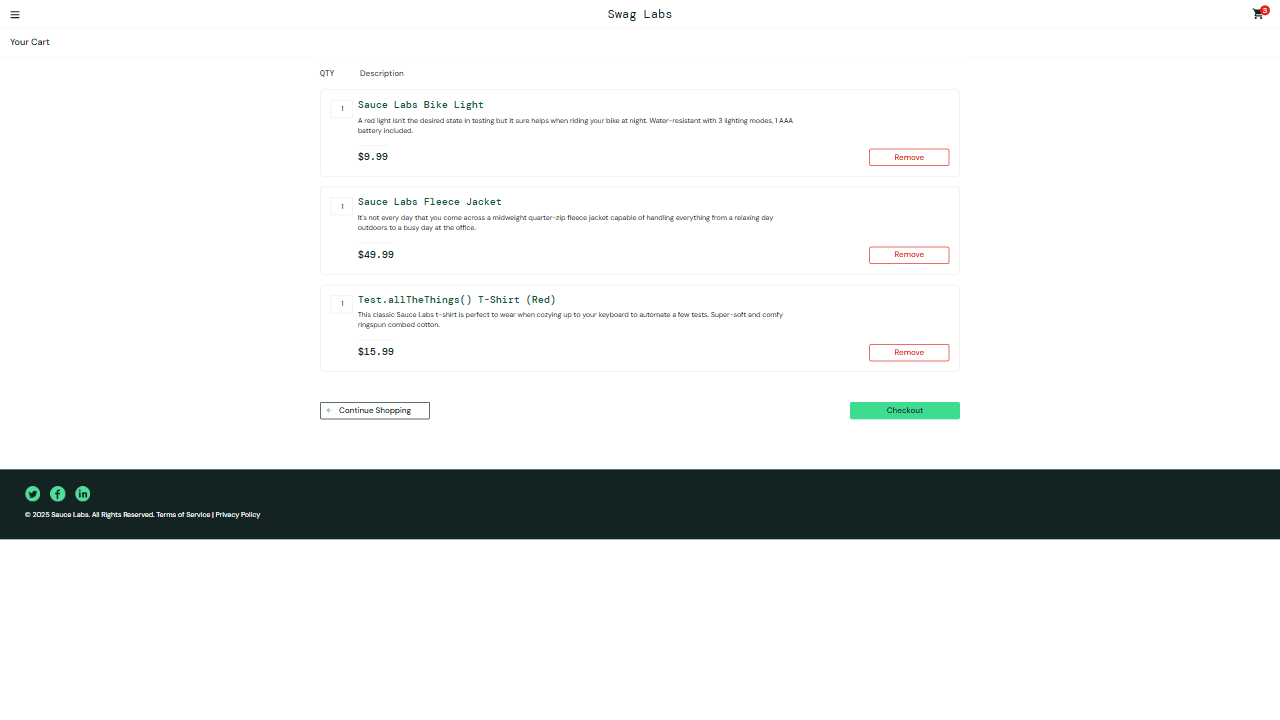 Swag Labs
3
Your Cart
QTY Description
1 Sauce Labs Bike Light
A red light isn't the desired state in testing but it sure helps when riding your bike at night. Water-resistant with 3 lighting modes, 1 AAA
battery included.
$9.99 Remove
1 Sauce Labs Fleece Jacket
It's not every day that you come across a midweight quarter-zip fleece jacket capable of handling everything from a relaxing day
outdoors to a busy day at the office.
$49.99 Remove
1 Test.allTheThings() T-Shirt (Red)
This classic Sauce Labs t-shirt is perfect to wear when cozying up to your keyboard to automate a few tests. Super-soft and comfy
ringspun combed cotton.
$15.99 Remove
Continue Shopping Checkout
© 2025 Sauce Labs. All Rights Reserved. Terms of Service | Privacy Policy